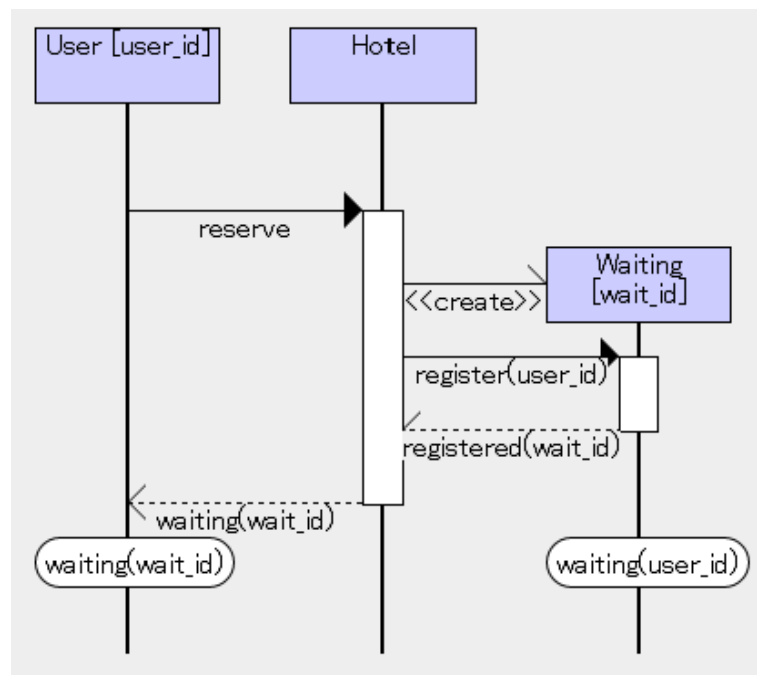 User [user_id]
Hotel
reserve
Waiting
[wait_id]
<<create>>
register(user_id)
registered(wait_id)
waiting(wait_id)
waiting(wait_id)
waiting(user_id)